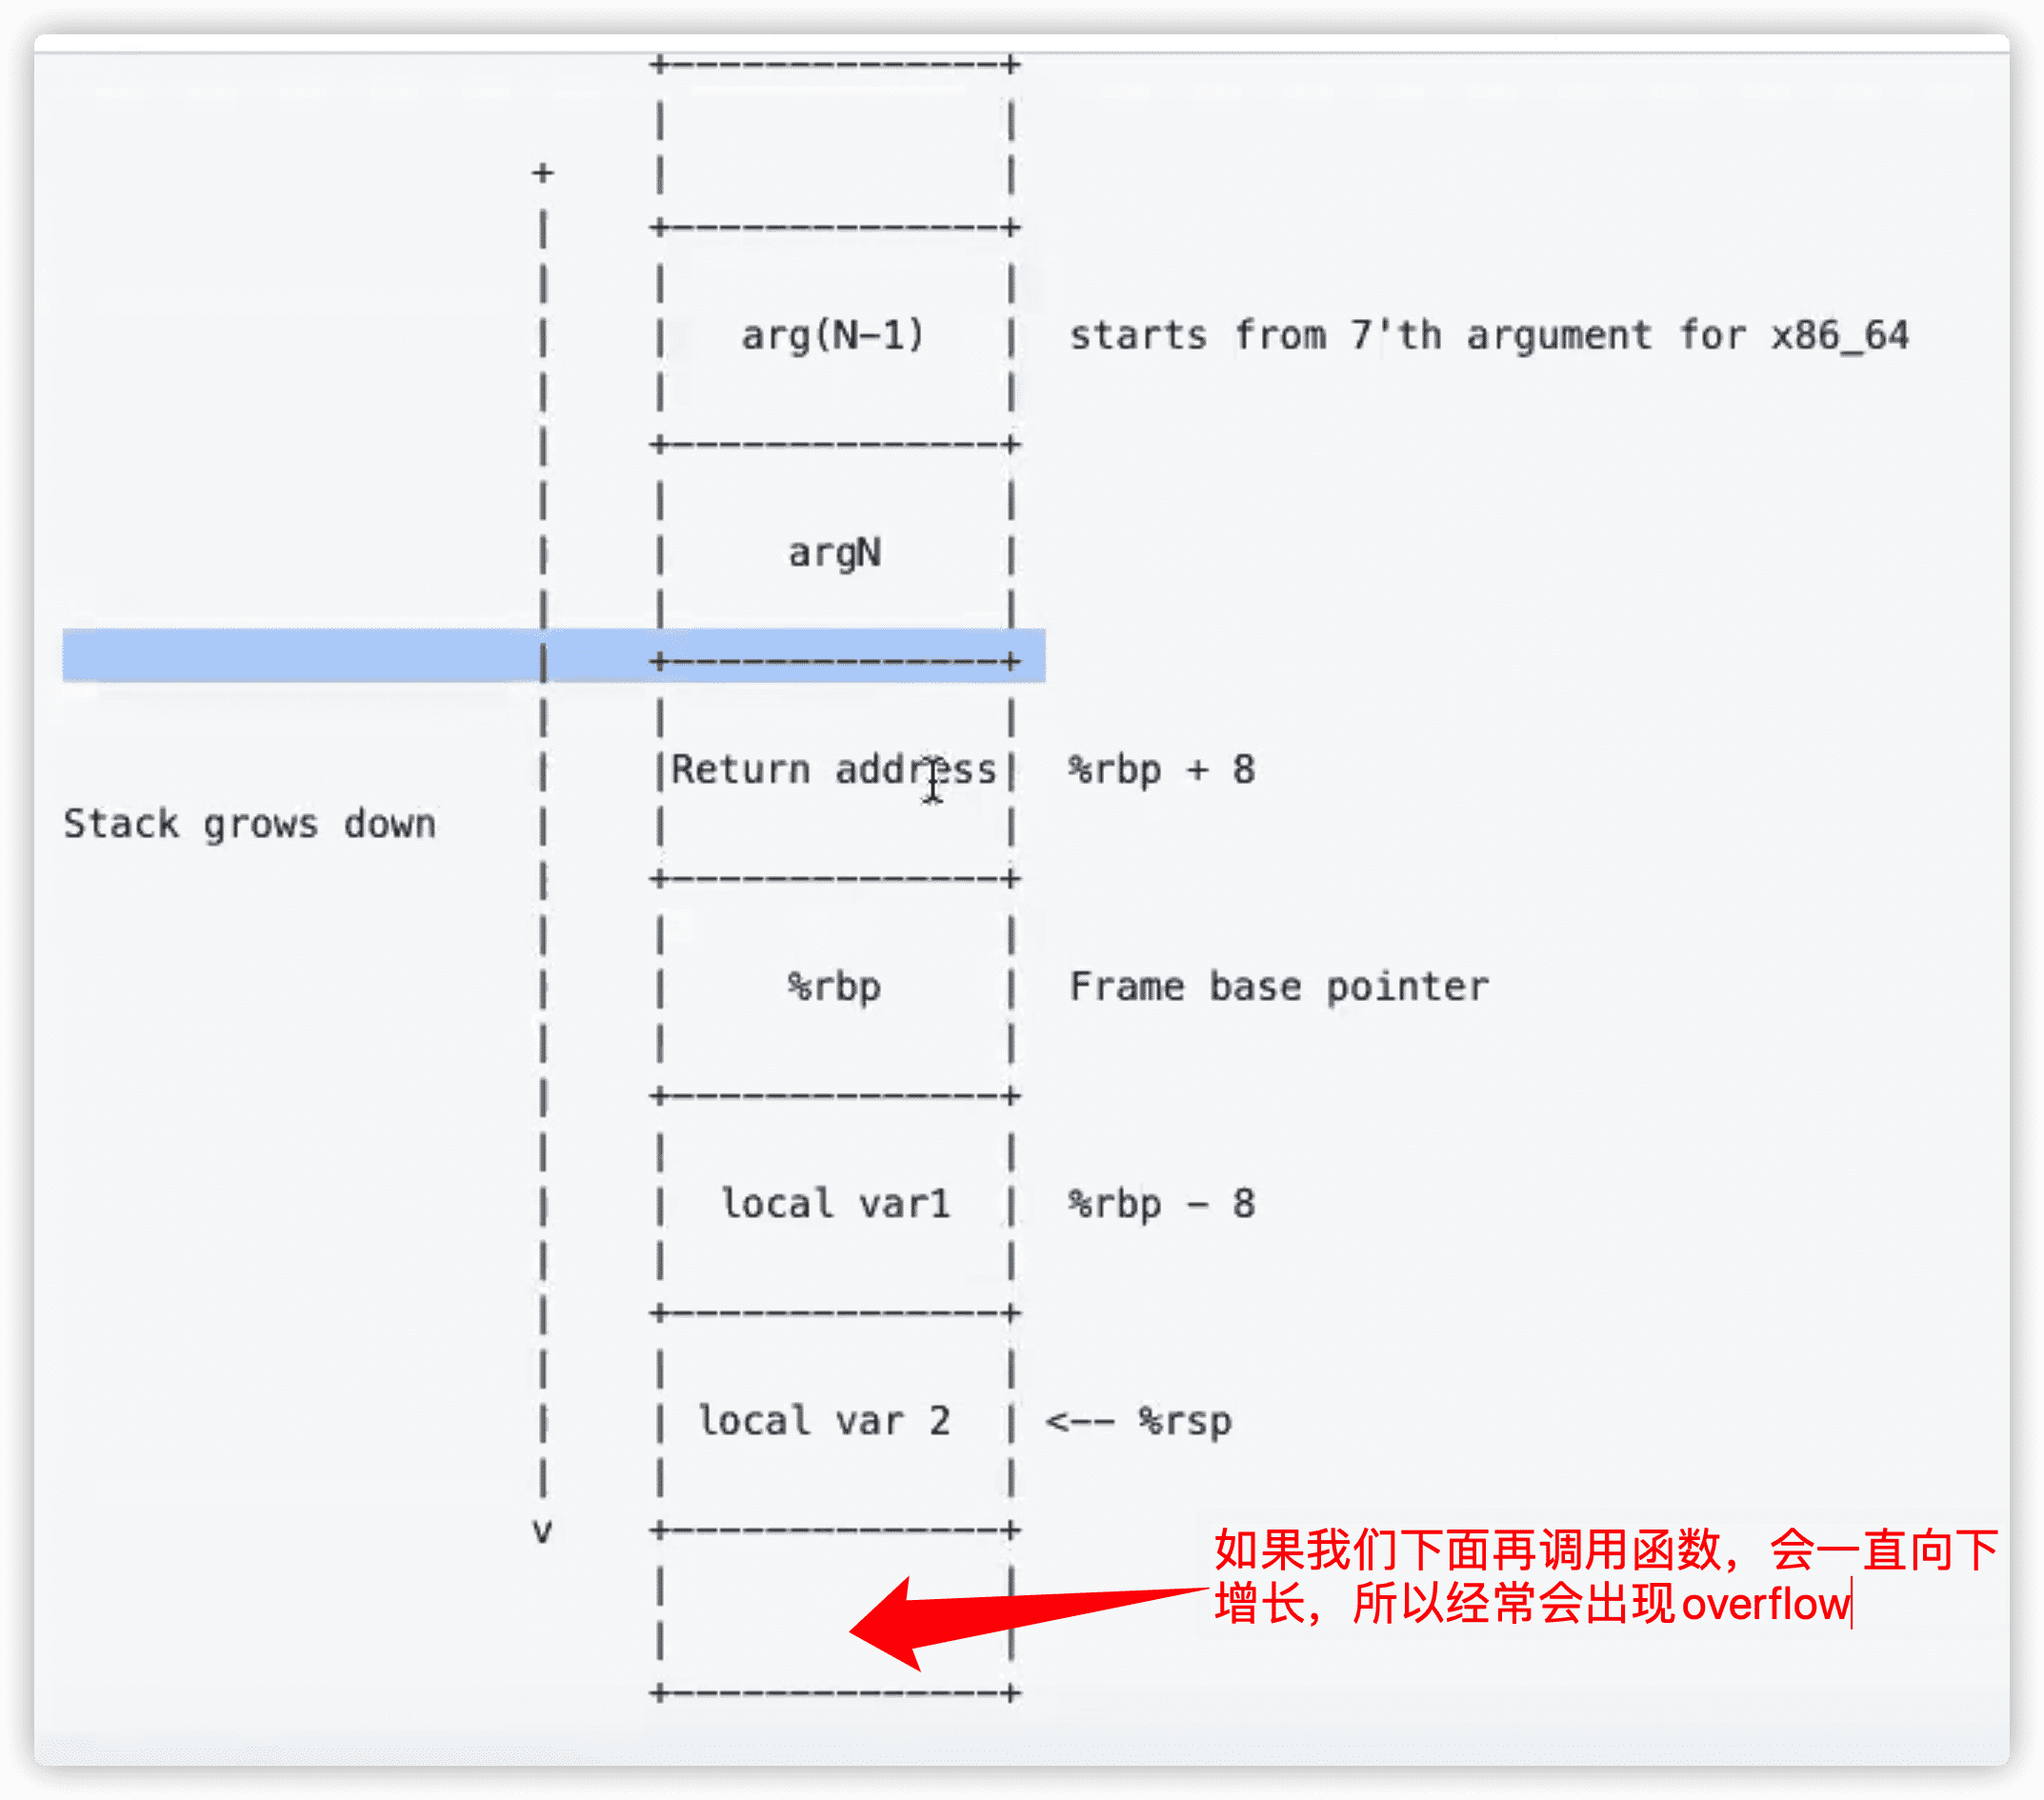 arg(N-1) starts from 7'th argument for x86_64
argN
Return address %rbp + 8
Stack grows down
%rbp Frame base pointer
local var1 %rbp - 8
local var 2 <-- %rsp
v
如果我们下面再调用函数，会一直向下
增长，所以经常会出现overflow